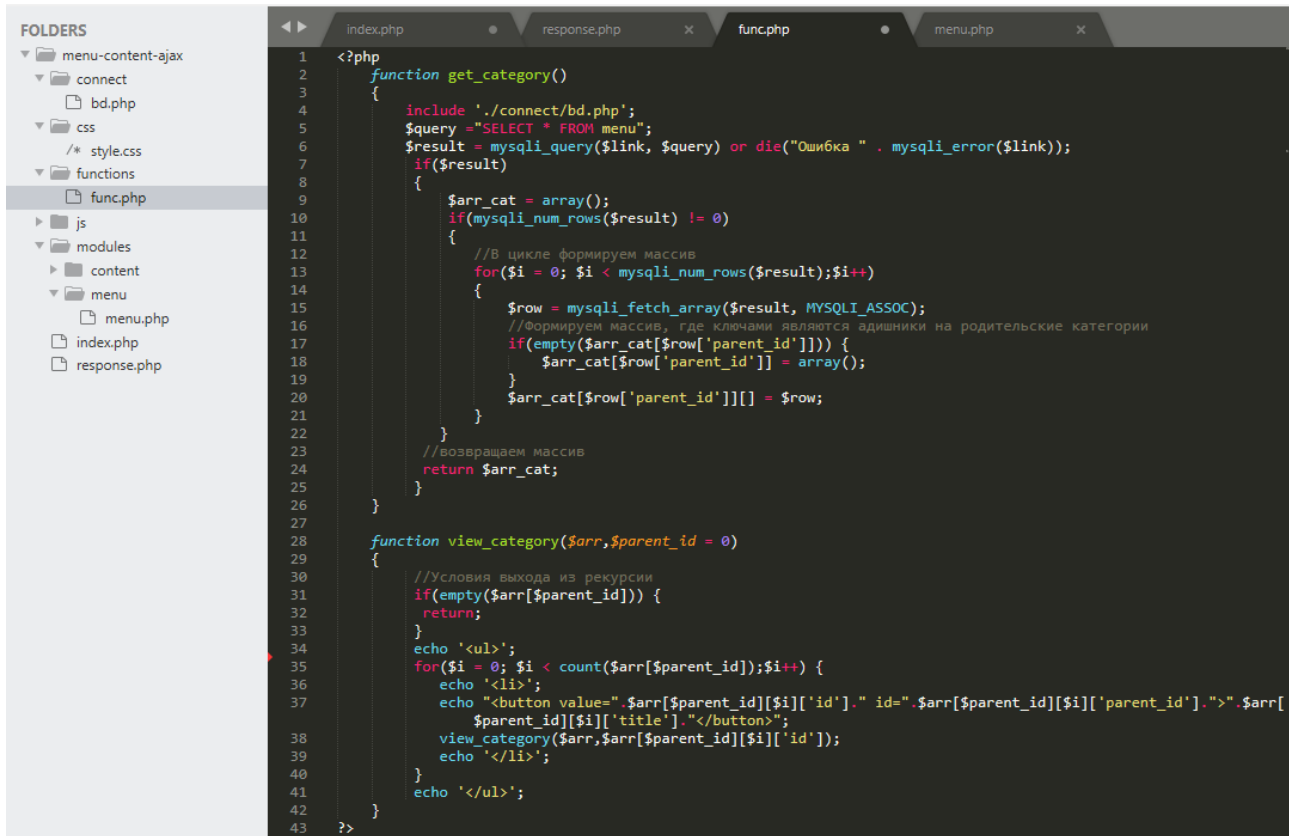 FOLDERS
menu-content-ajax
connect
bd.php
css
/* style.css
functions
func.php
js
modules
content
menu
menu.php
index.php
response.php
index.php response.php × func.php menu.php ×
1 <?php
2 function get_category()
3 {
4 include './connect/bd.php';
5 $query ="SELECT * FROM menu";
6 $result = mysqli_query($link, $query) or die("Ошибка " . mysqli_error($link));
7 if($result)
8 {
9 $arr_cat = array();
10 if(mysqli_num_rows($result) != 0)
11 {
12 //В цикле формируем массив
13 for($i = 0; $i < mysqli_num_rows($result);$i++)
14 {
15 $row = mysqli_fetch_array($result, MYSQLI_ASSOC);
16 //Формируем массив, где ключами являются адишники на родительские категории
17 if(empty($arr_cat[$row['parent_id']])) {
18 $arr_cat[$row['parent_id']] = array();
19 }
20 $arr_cat[$row['parent_id']][] = $row;
21 }
22 }
23 //возвращаем массив
24 return $arr_cat;
25 }
26 }
27
28 function view_category($arr,$parent_id = 0)
29 {
30 //Условия выхода из рекурсии
31 if(empty($arr[$parent_id])) {
32 return;
33 }
34 echo '<ul>';
35 for($i = 0; $i < count($arr[$parent_id]);$i++) {
36 echo '<li>';
37 echo "<button value=".$arr[$parent_id][$i]['id']." id=".$arr[$parent_id][$i]['parent_id'].">".$arr[
$parent_id][$i]['title']."</button>";
38 view_category($arr,$arr[$parent_id][$i]['id']);
39 echo '</li>';
40 }
41 echo '</ul>';
42 }
43 ?>